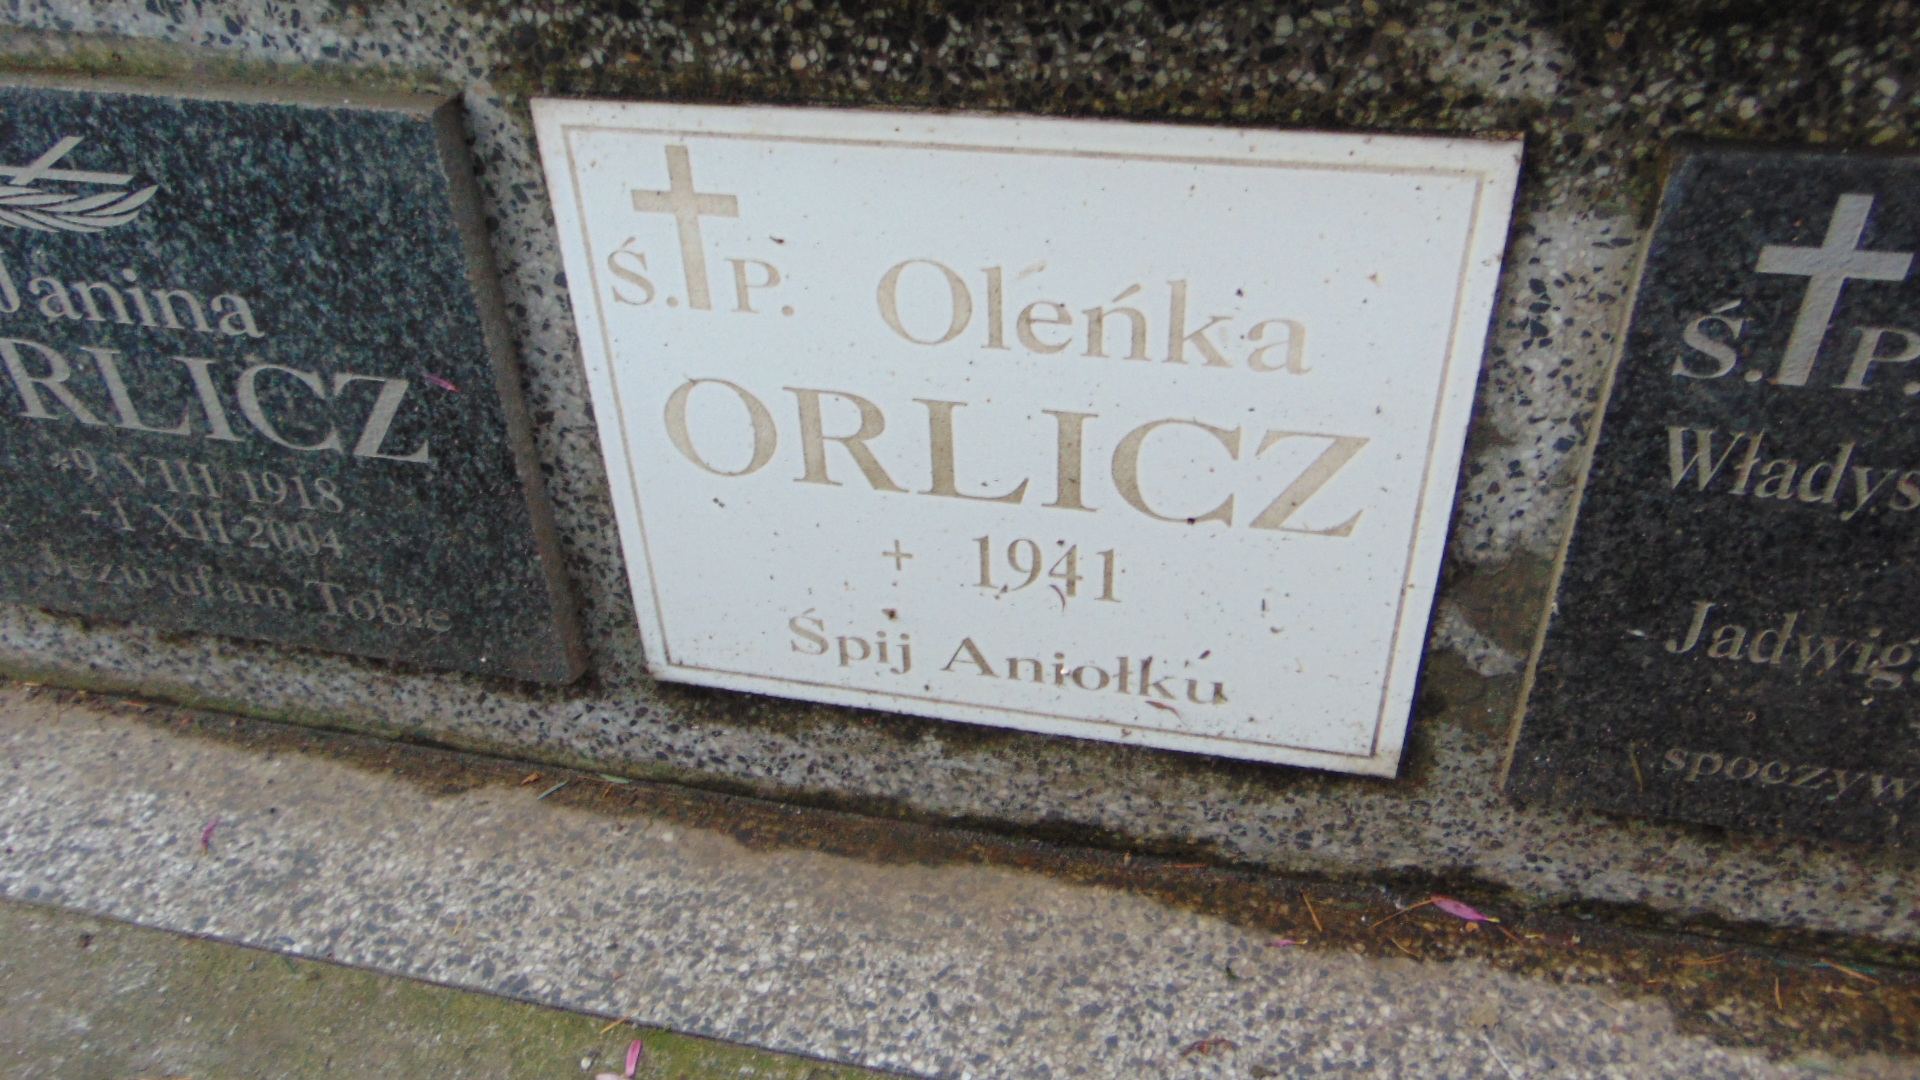 Janina
RLICZ
*9 VIII 1918
+1 XII 2004
Jezu ufam Tobie
Ś.P. Oleńka
ORLICZ
+ 1941
Śpij Aniołku
Ś.P.
Władys
Jadwig
spoczyw